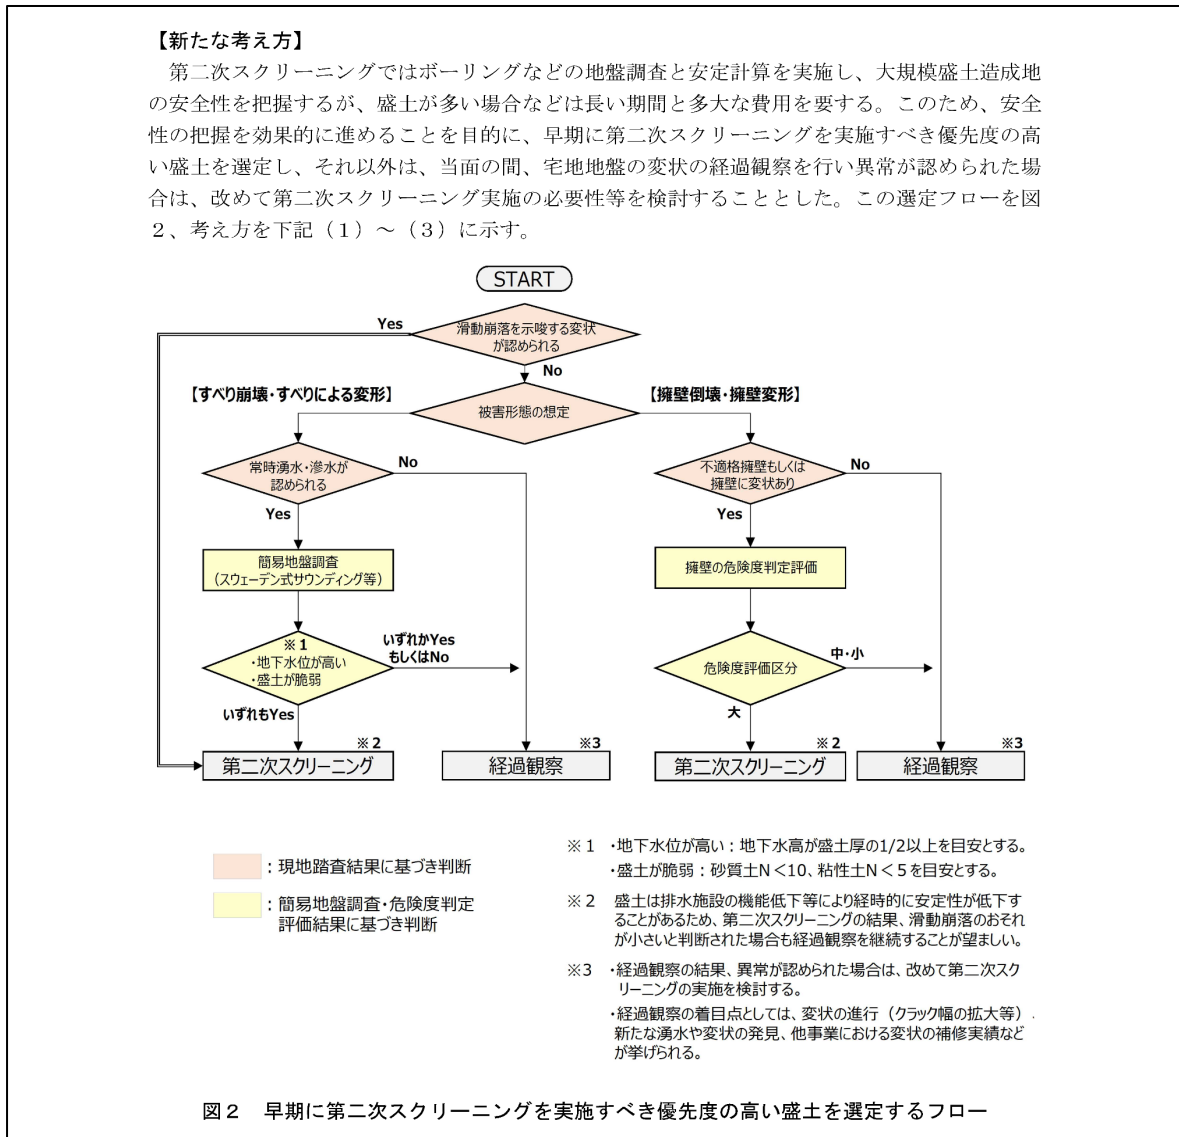 【新たな考え方】
　第二次スクリーニングではボーリングなどの地盤調査と安定計算を実施し、大規模盛土造成地
の安全性を把握するが、盛土が多い場合などは長い期間と多大な費用を要する。このため、安全
性の把握を効果的に進めることを目的に、早期に第二次スクリーニングを実施すべき優先度の高
い盛土を選定し、それ以外は、当面の間、宅地地盤の変状の経過観察を行い異常が認められた場
合は、改めて第二次スクリーニング実施の必要性等を検討することとした。この選定フローを図
２、考え方を下記（１）～（３）に示す。
START
Yes
滑動崩落を示唆する変状
が認められる
No
【すべり崩壊・すべりによる変形】
被害形態の想定
【擁壁倒壊・擁壁変形】
常時湧水・滲水が
認められる
No
Yes
不適格擁壁もしくは
擁壁に変状あり
No
Yes
簡易地盤調査
(スウェーデン式サウンディング等)
擁壁の危険度判定評価
※１
・地下水位が高い
・盛土が脆弱
いずれかYes
もしくはNo
いずれもYes
危険度評価区分
中・小
大
※２
第二次スクリーニング
※3
経過観察
※２
第二次スクリーニング
※3
経過観察
：現地踏査結果に基づき判断
：簡易地盤調査・危険度判定
評価結果に基づき判断
※１ ・地下水位が高い：地下水高が盛土厚の1/2以上を目安とする。
・盛土が脆弱：砂質土N＜10、粘性土N＜５を目安とする。
※２ 盛土は排水施設の機能低下等により経時的に安定性が低下す
ることがあるため、第二次スクリーニングの結果、滑動崩落のおそれ
が小さいと判断された場合も経過観察を継続することが望ましい。
※3 ・経過観察の結果、異常が認められた場合は、改めて第二次スク
リーニングの実施を検討する。
・経過観察の着目点としては、変状の進行（クラック幅の拡大等）、
新たな湧水や変状の発見、他事業における変状の補修実績など
が挙げられる。
図２　早期に第二次スクリーニングを実施すべき優先度の高い盛土を選定するフロー